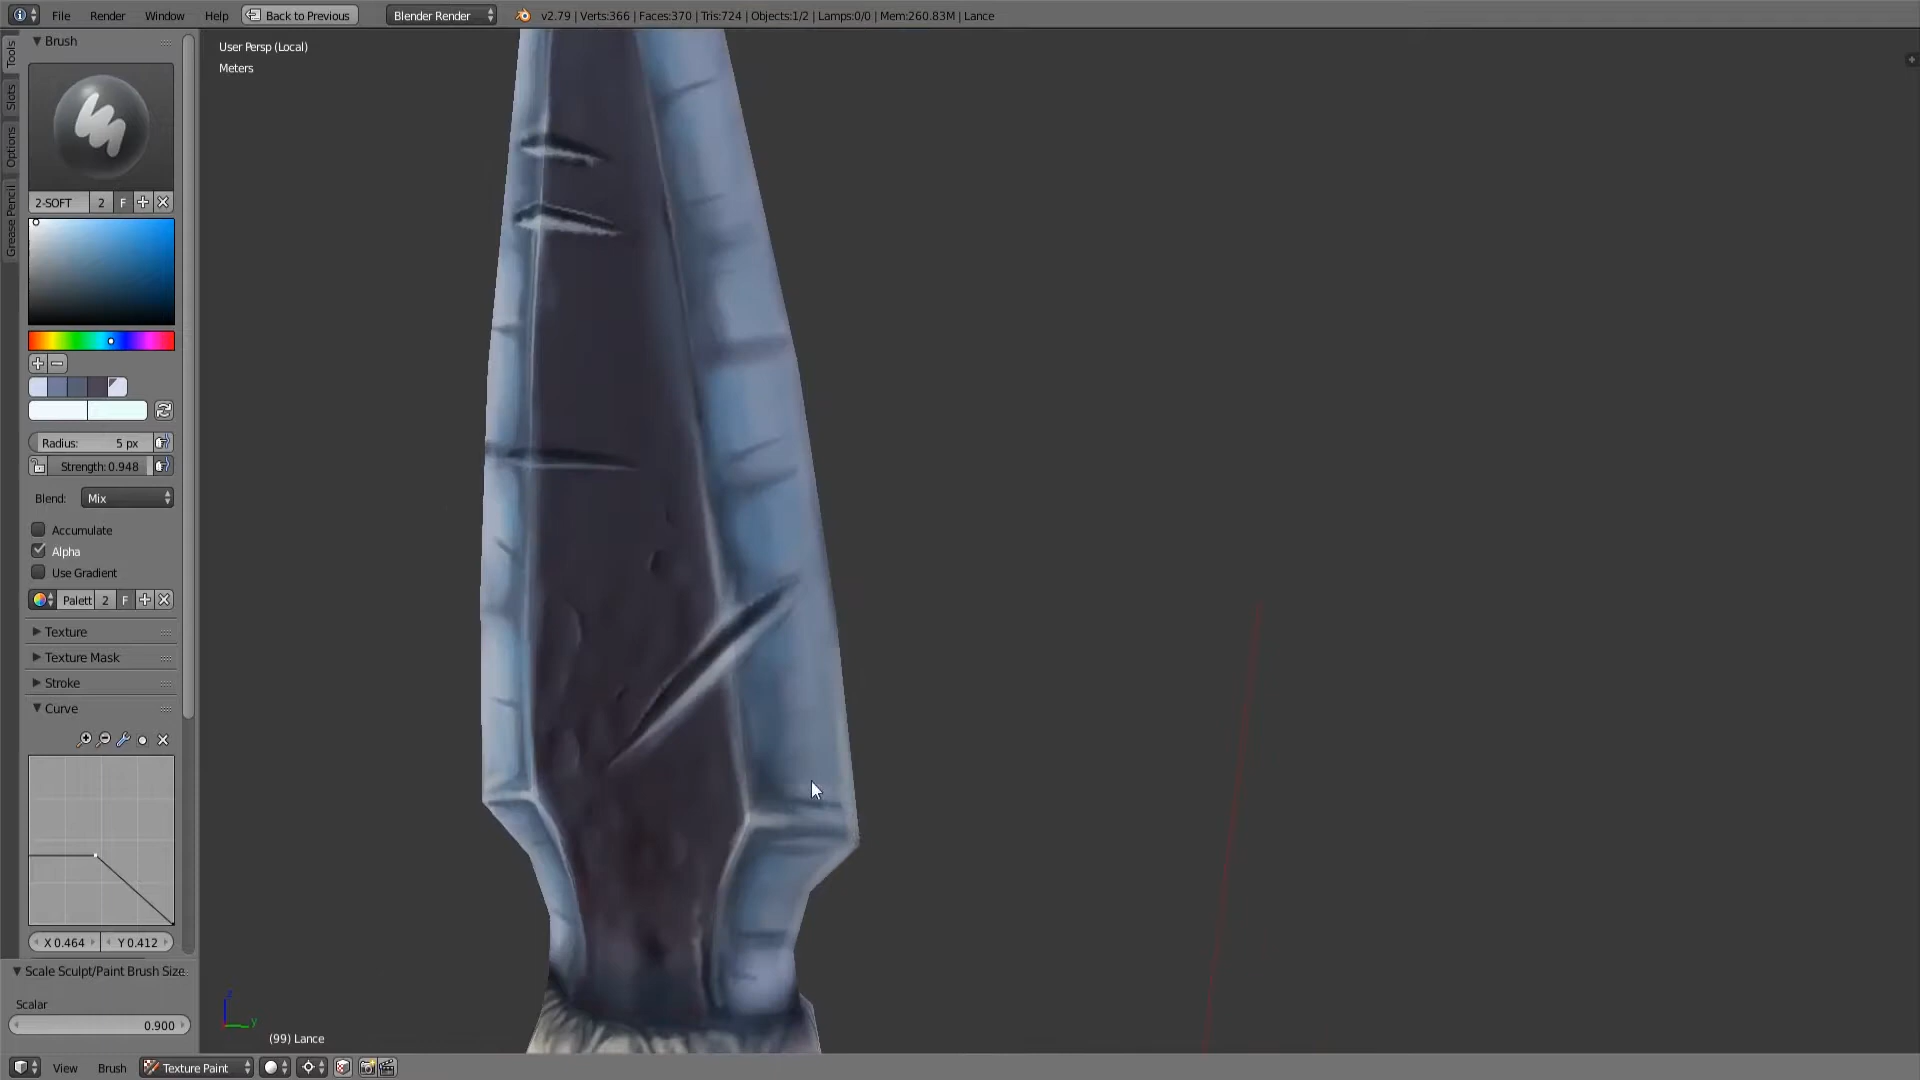 File Render Window Help Back to Previous Blender Render v2.79 | Verts:366 | Faces:370 | Tris:724 | Objects:1/2 | Lamps:0/0 | Mem:260.83M | Lance
Tools
Slots
Options
Grease Pencil
Brush
2-SOFT 2 F
Radius: 5 px
Strength: 0.948
Blend: Mix
Accumulate
Alpha
Use Gradient
Palett 2 F
Texture
Texture Mask
Stroke
Curve
X 0.464 Y 0.412
Scale Sculpt/Paint Brush Size
Scalar
0.900
User Persp (Local)
Meters
z
y
(99) Lance
View Brush Texture Paint